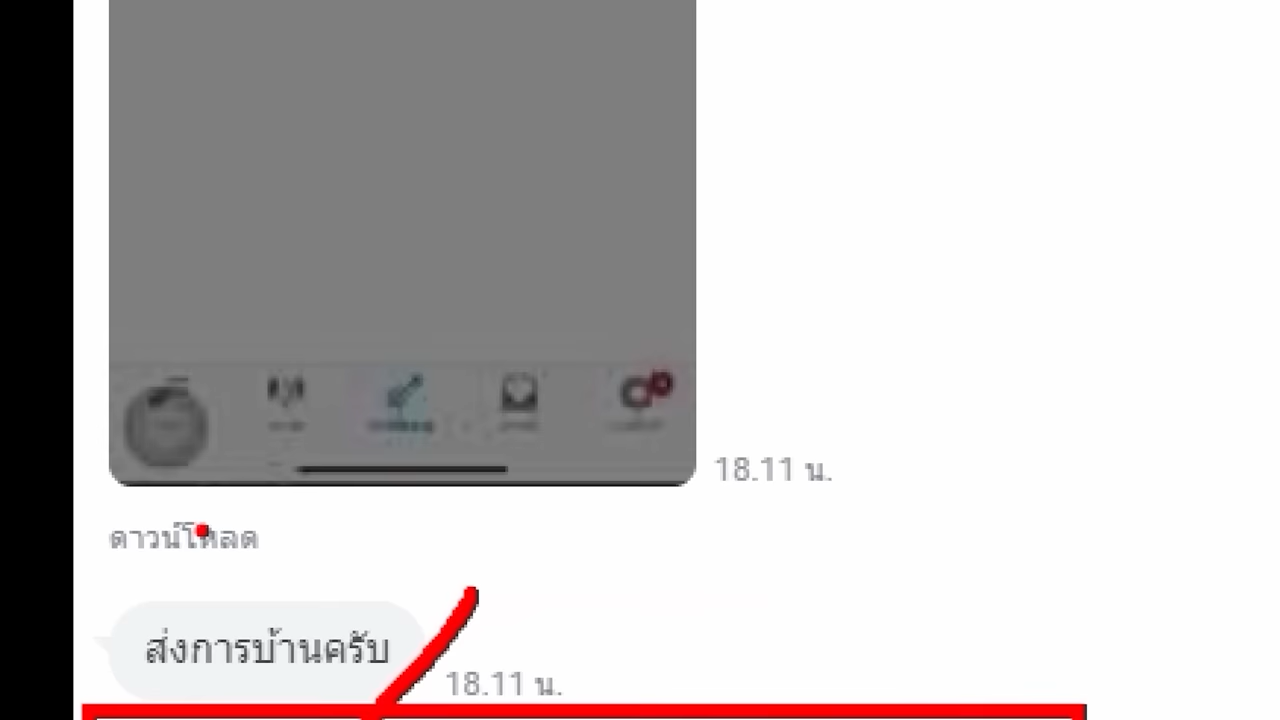 18.11 น.
ดาวน์โหลด
ส่งการบ้านครับ
18.11 น.